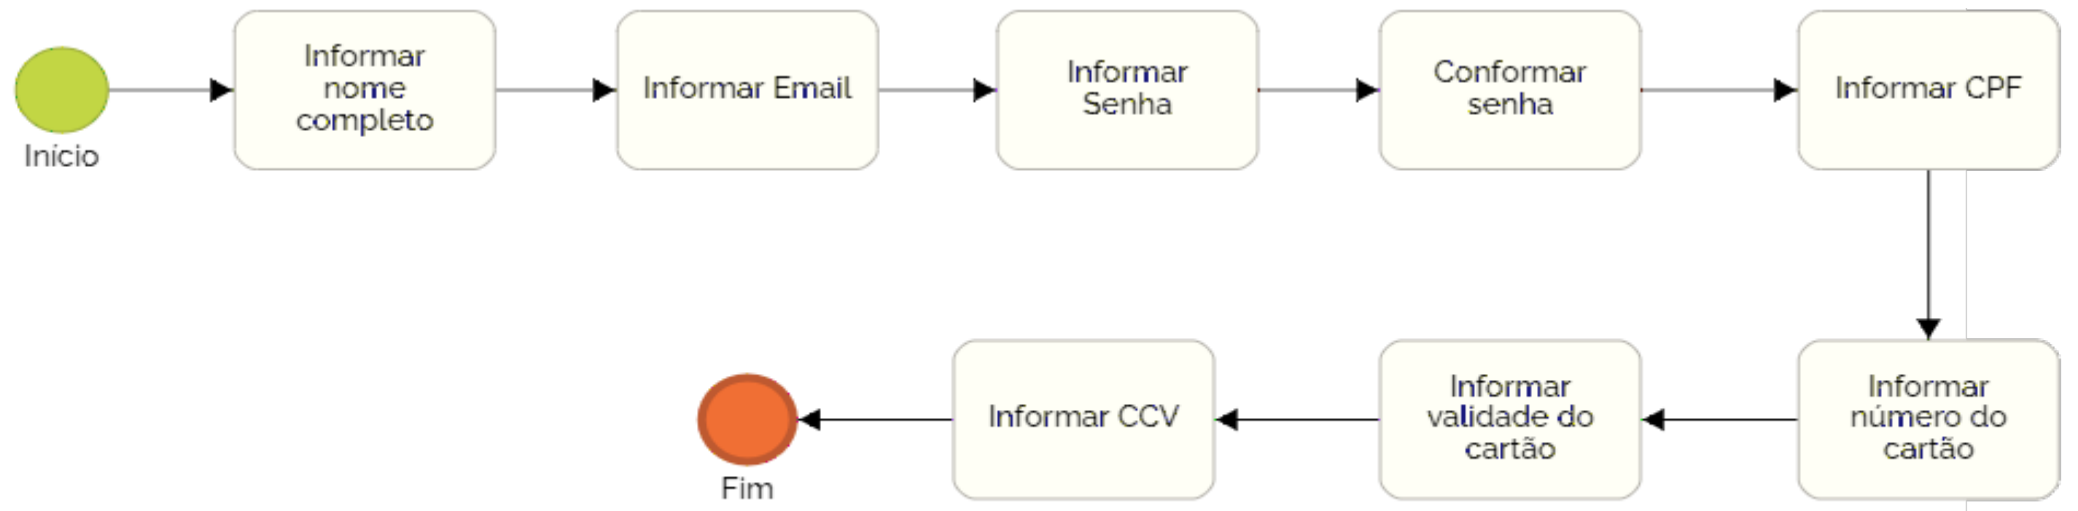 Informar
nome
completo
Informar Email
Informar
Senha
Conformar
senha
Informar CPF
Início
Informar
número do
cartão
Informar
validade do
cartão
Informar CCV
Fim